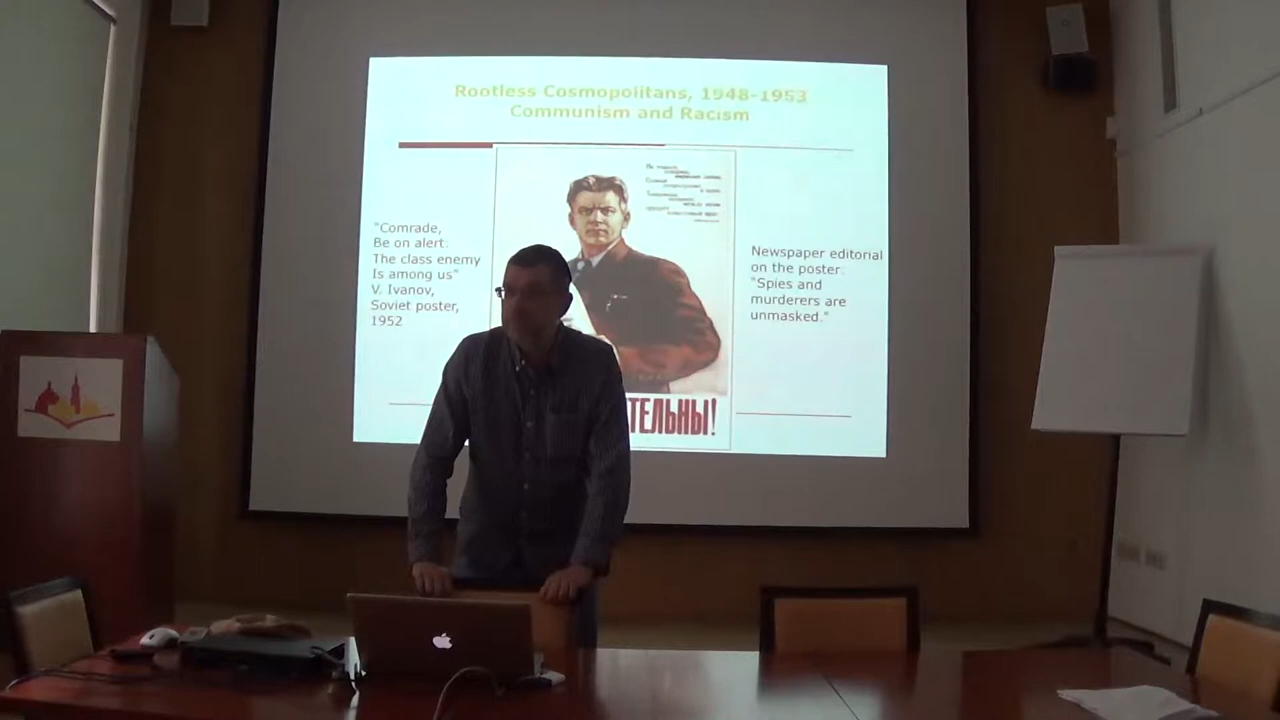 Rootless Cosmopolitans, 1948-1953
Communism and Racism
"Comrade,
Be on alert.
The class enemy
Is among us"
V. Ivanov,
Soviet poster,
1952
Newspaper editorial
on the poster.
"Spies and
murderers are
unmasked."
ТЕЛЬНЫ!